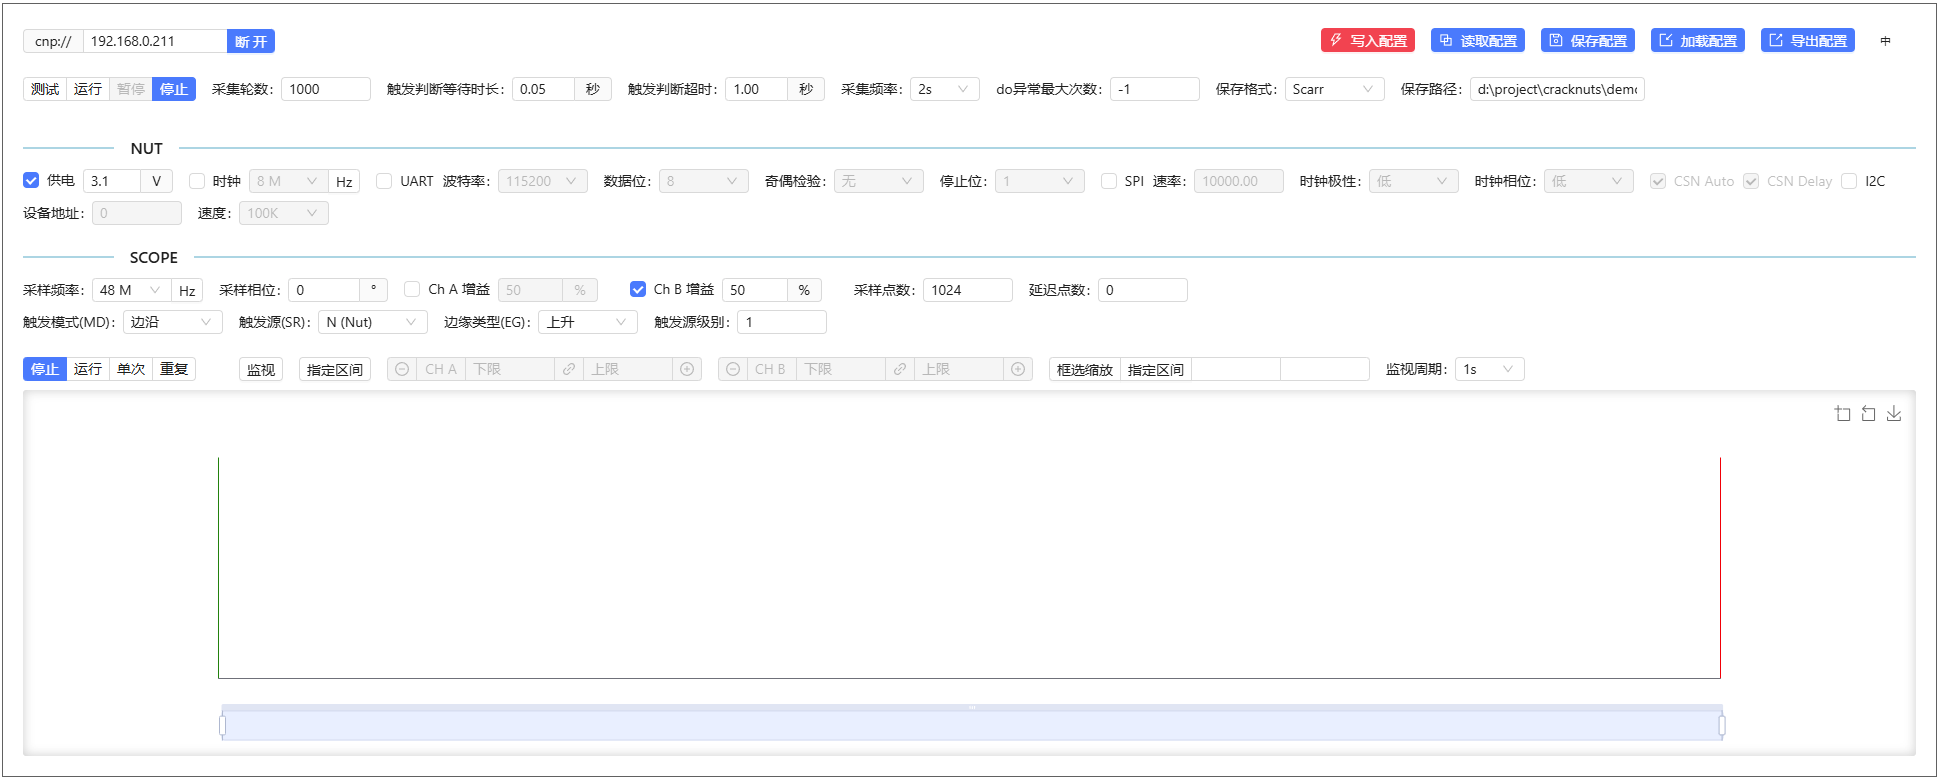 cnp:// 192.168.0.211 断开 写入配置 读取配置 保存配置 加载配置 导出配置 中
测试 运行 暂停 停止 采集轮数: 1000 触发判断等待时长: 0.05 秒 触发判断超时: 1.00 秒 采集频率: 2s do异常最大次数: -1 保存格式: Scarr 保存路径: d:\project\cracknuts\demo
NUT
供电 3.1 V 时钟 8 M Hz UART 波特率: 115200 数据位: 8 奇偶检验: 无 停止位: 1 SPI 速率: 10000.00 时钟极性: 低 时钟相位: 低 CSN Auto CSN Delay I2C
设备地址: 0 速度: 100K
SCOPE
采样频率: 48 M Hz 采样相位: 0 ° Ch A 增益 50 % Ch B 增益 50 % 采样点数: 1024 延迟点数: 0
触发模式(MD): 边沿 触发源(SR): N (Nut) 边缘类型(EG): 上升 触发源级别: 1
停止 运行 单次 重复 监视 指定区间 CH A 下限 上限 CH B 下限 上限 框选缩放 指定区间 监视周期: 1s